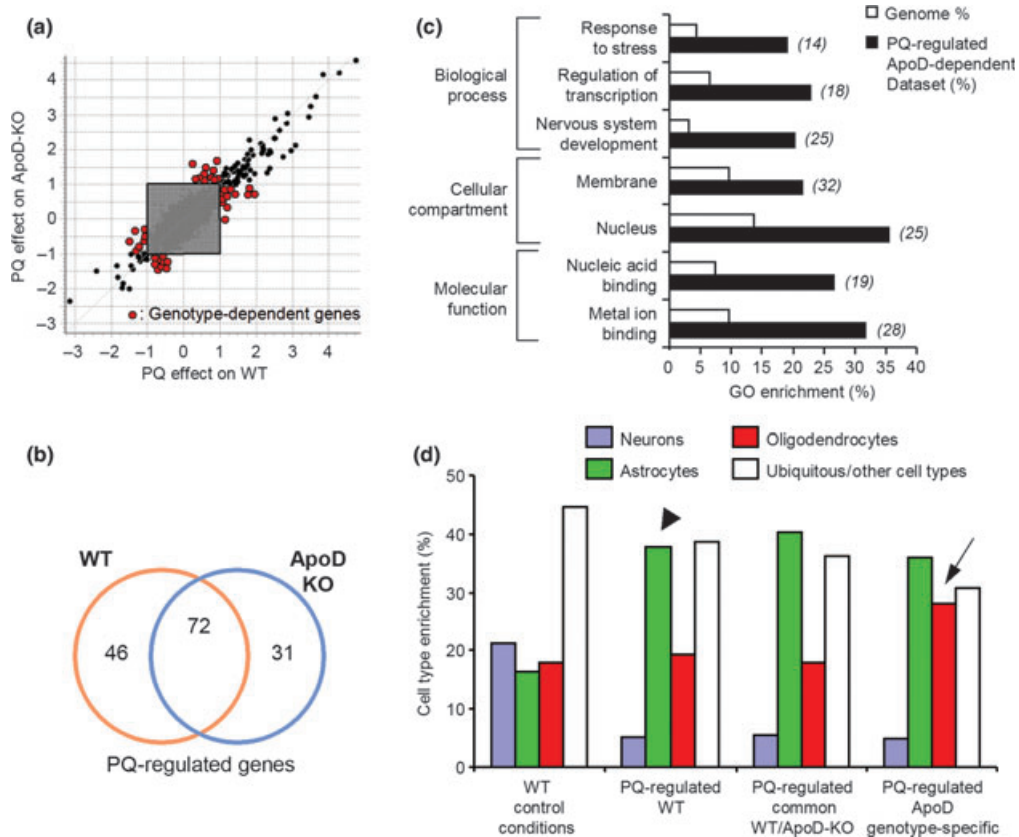 (a)
PQ effect on ApoD-KO
4
3
2
1
0
−1
−2
−3
: Genotype-dependent genes
−3 −2 −1 0 1 2 3 4
PQ effect on WT
(b)
WT
ApoD
KO
46
72
31
PQ-regulated genes
(c)
Genome %
PQ-regulated
ApoD-dependent
Dataset (%)
Biological
process
Response
to stress
(14)
Regulation of
transcription
(18)
Nervous system
development
(25)
Cellular
compartment
Membrane
(32)
Nucleus
(25)
Molecular
function
Nucleic acid
binding
(19)
Metal ion
binding
(28)
0 5 10 15 20 25 30 35 40
GO enrichment (%)
(d)
Neurons
Oligodendrocytes
Astrocytes
Ubiquitous/other cell types
Cell type enrichment (%)
50
40
30
20
10
0
WT
control
conditions
PQ-regulated
WT
PQ-regulated
common
WT/ApoD-KO
PQ-regulated
ApoD
genotype-specific